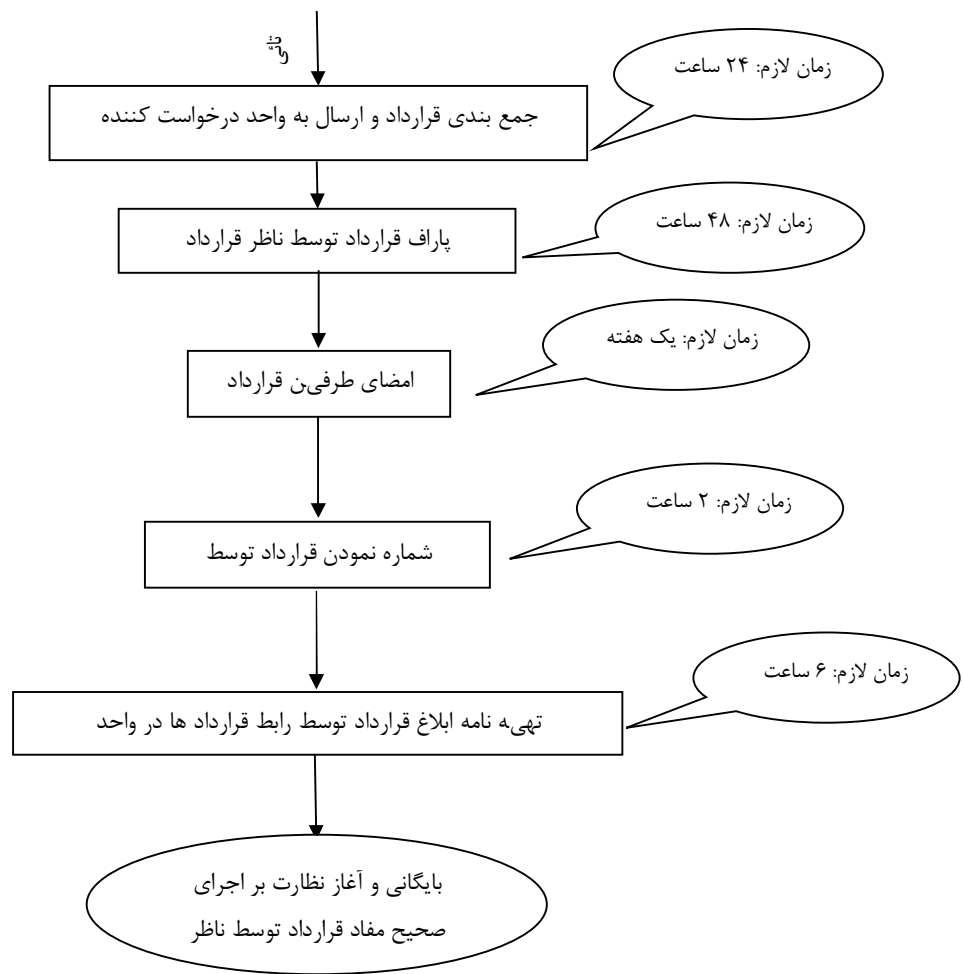 تائی
زمان لازم: ۲۴ ساعت
جمع بندی قرارداد و ارسال به واحد درخواست کننده
زمان لازم: ۴۸ ساعت
پاراف قرارداد توسط ناظر قرارداد
زمان لازم: یک هفته
امضای طرفین قرارداد
زمان لازم: ۲ ساعت
شماره نمودن قرارداد توسط
زمان لازم: ۶ ساعت
تهیه نامه ابلاغ قرارداد توسط رابط قرارداد ها در واحد
بایگانی و آغاز نظارت بر اجرای
صحیح مفاد قرارداد توسط ناظر